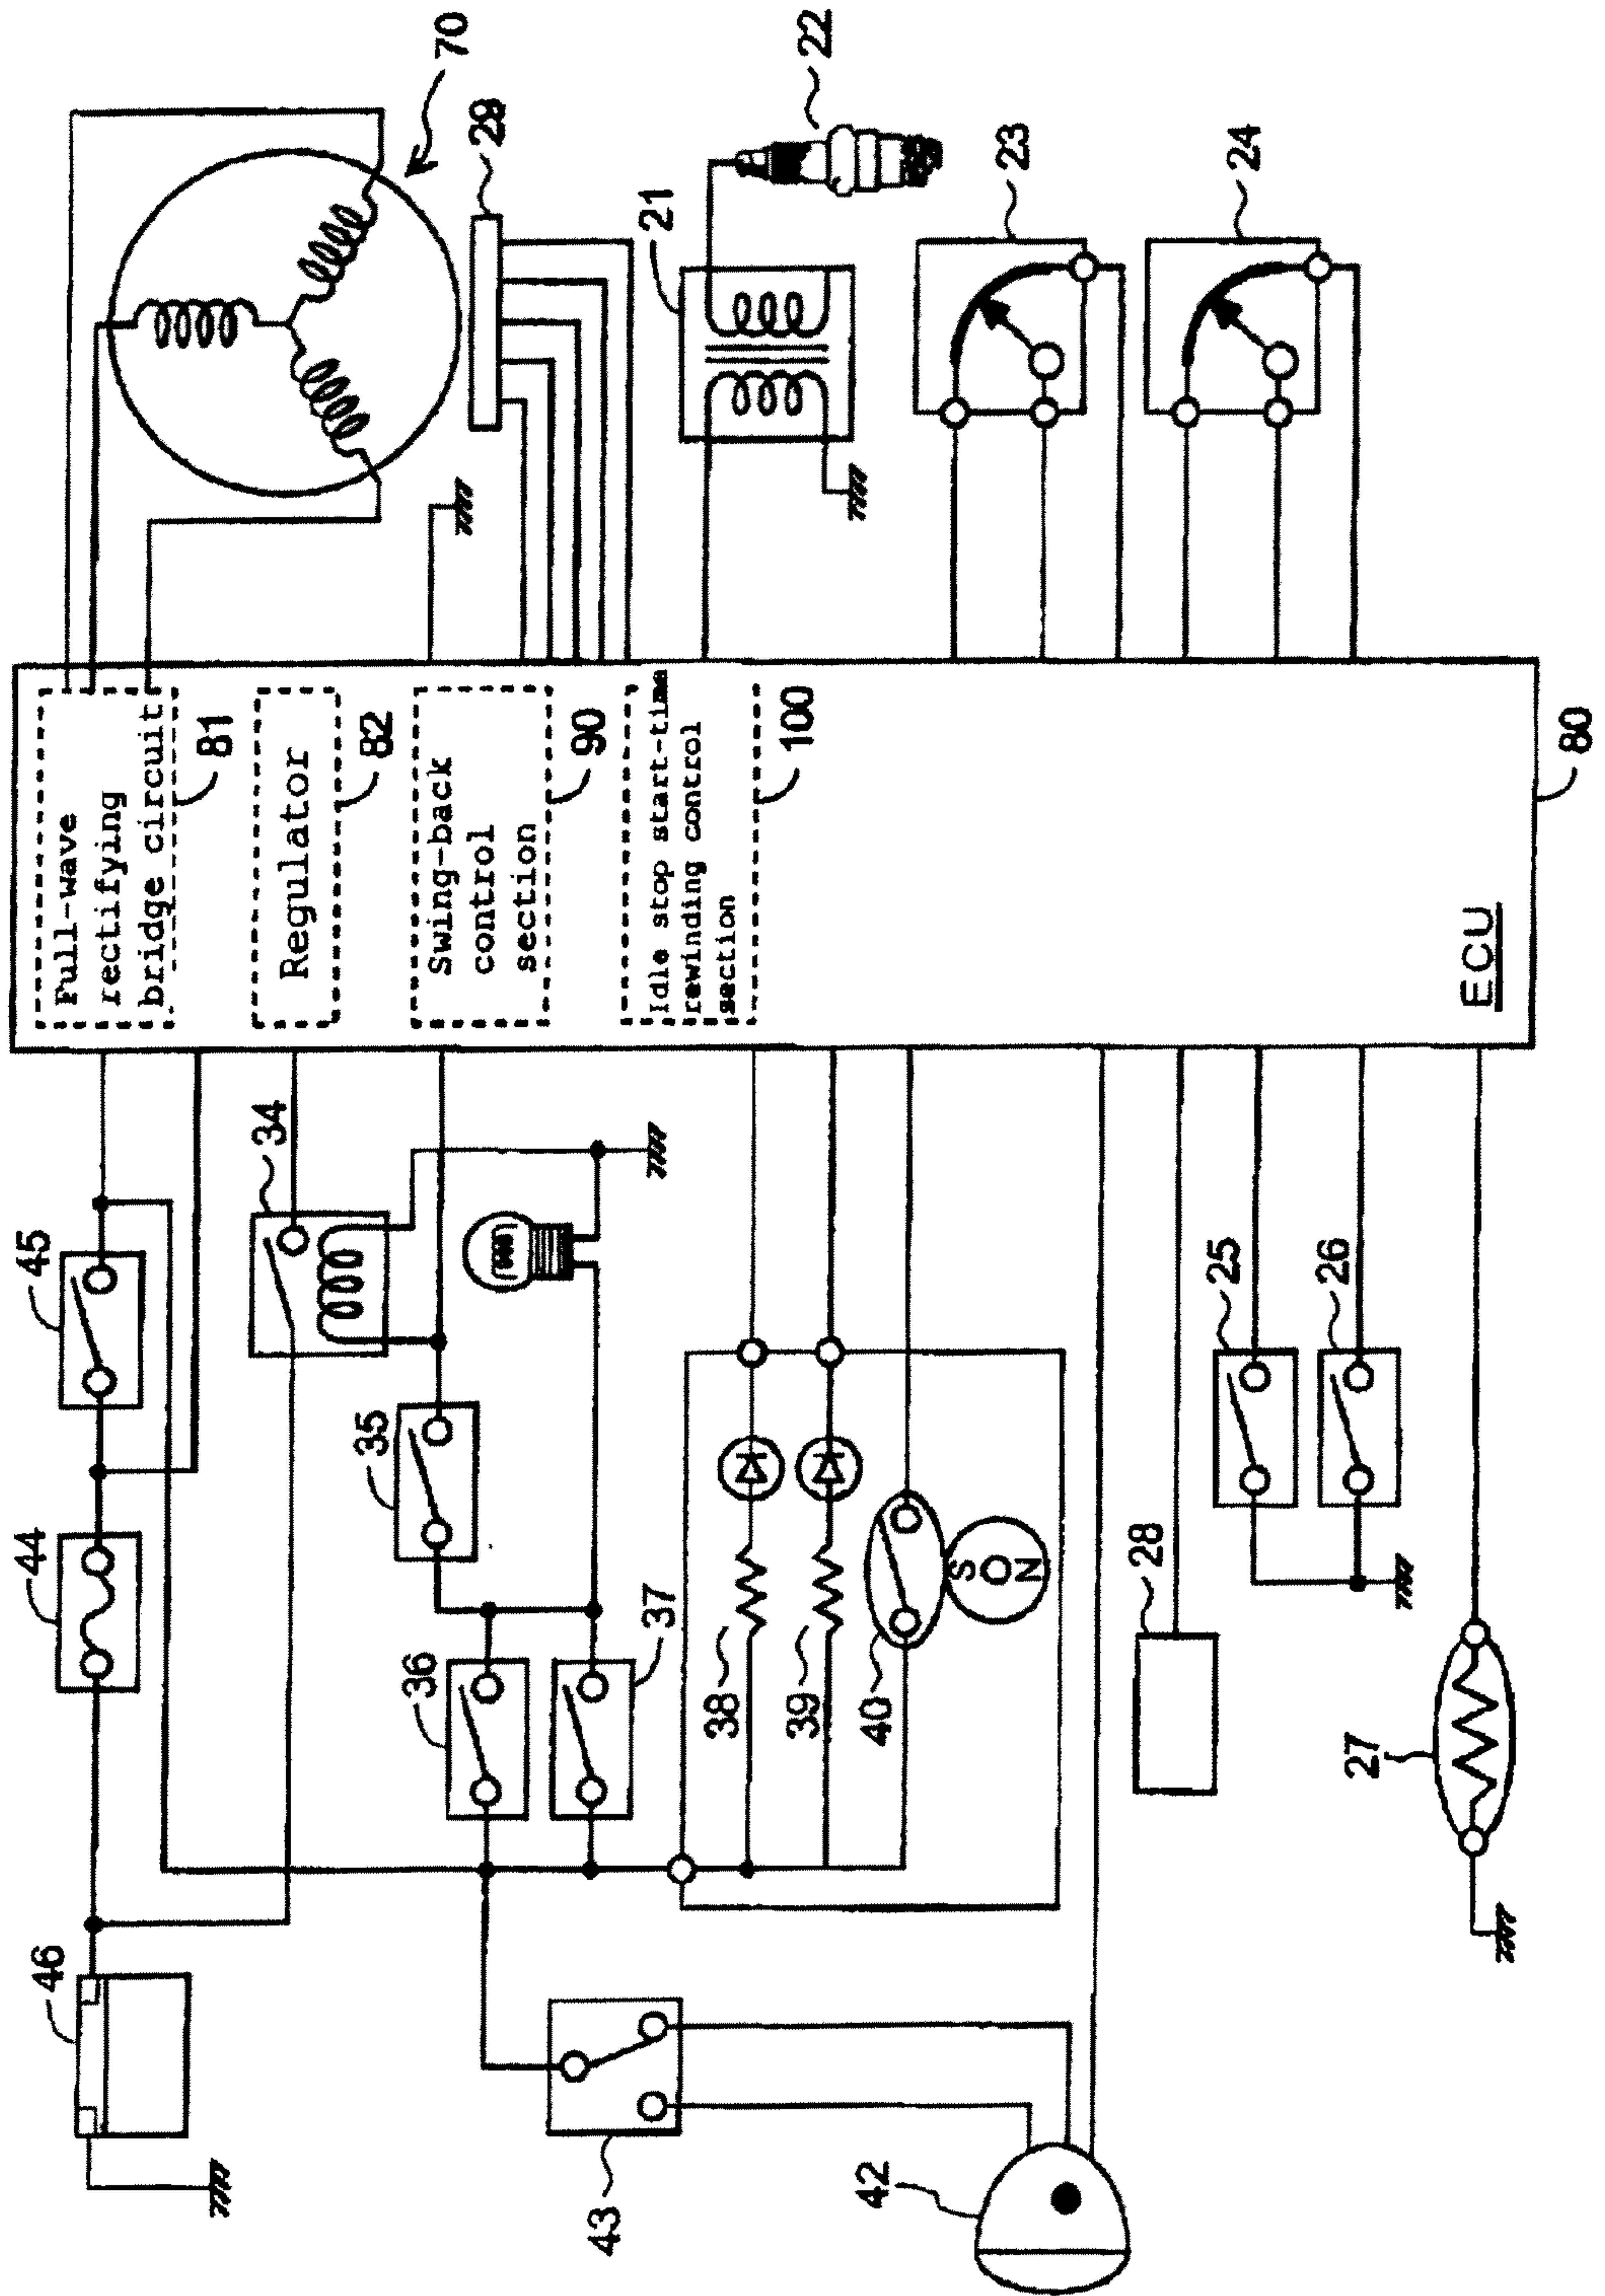 46
44
45
34
35
36
37
38
39
40
S
N
43
42
28
25
26
27
Full-wave
rectifying
bridge circuit
81
Regulator
82
Swing-back
control
section
90
Idle stop start-time
rewinding control
section
100
ECU
80
70
29
21
22
23
24